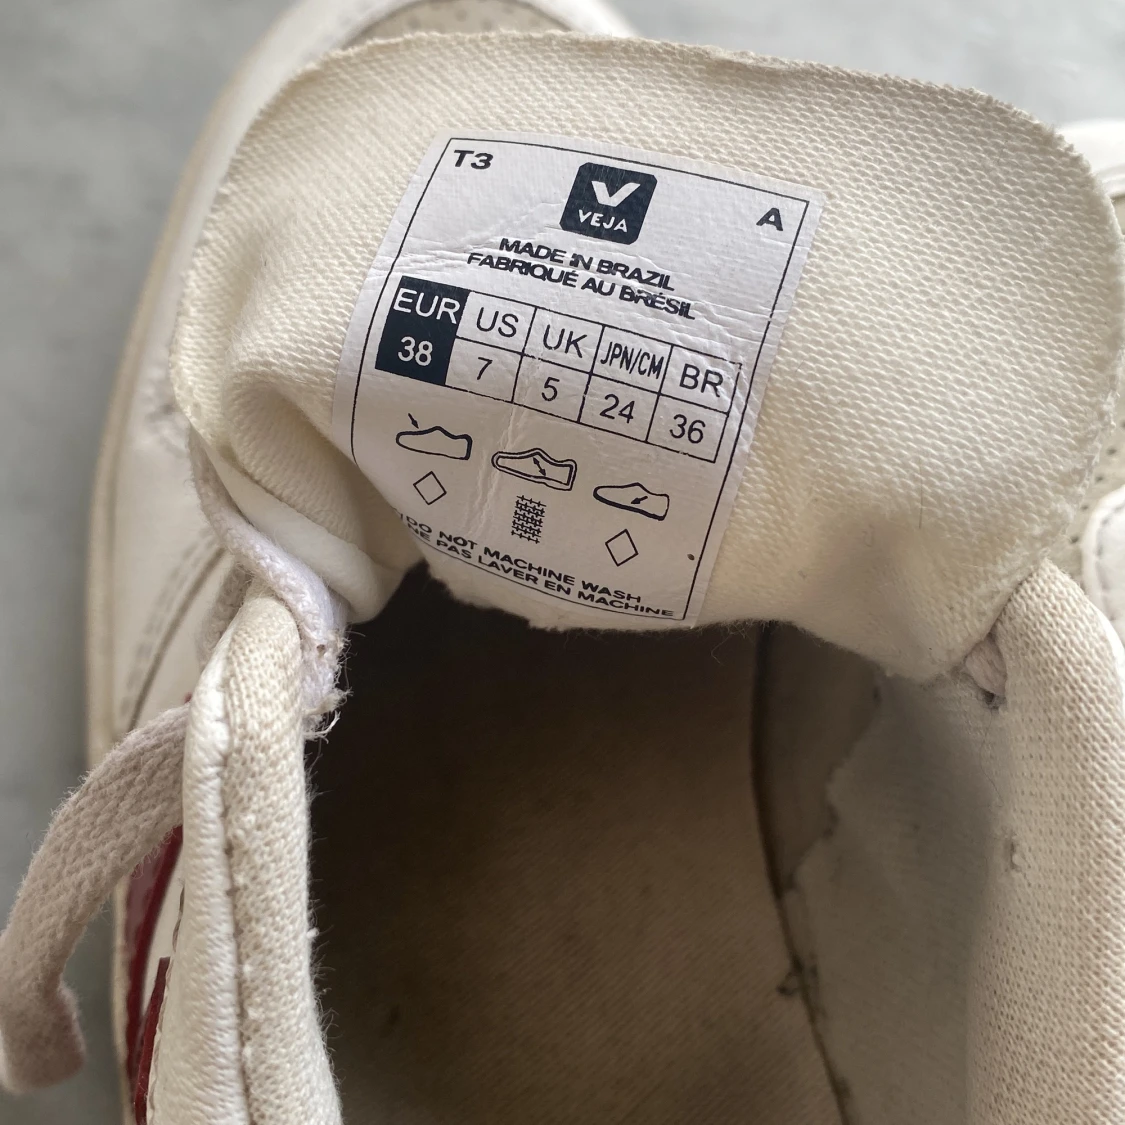 T3
V
VEJA
A
MADE IN BRAZIL
FABRIQUÉ AU BRÉSIL
EUR US UK JPN/CM BR
38 7 5 24 36
DO NOT MACHINE WASH
NE PAS LAVER EN MACHINE